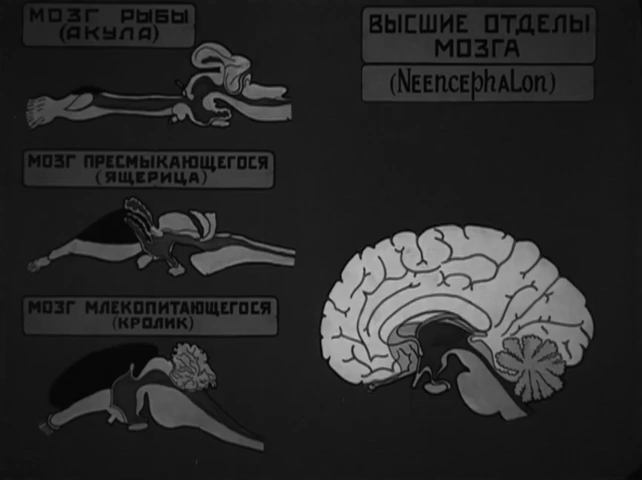 МОЗГ РЫБЫ
(АКУЛА)
МОЗГ ПРЕСМЫКАЮЩЕГОСЯ
(ЯЩЕРИЦА)
МОЗГ МЛЕКОПИТАЮЩЕГОСЯ
(КРОЛИК)
ВЫСШИЕ ОТДЕЛЫ
МОЗГА
(NEENCEPHALON)